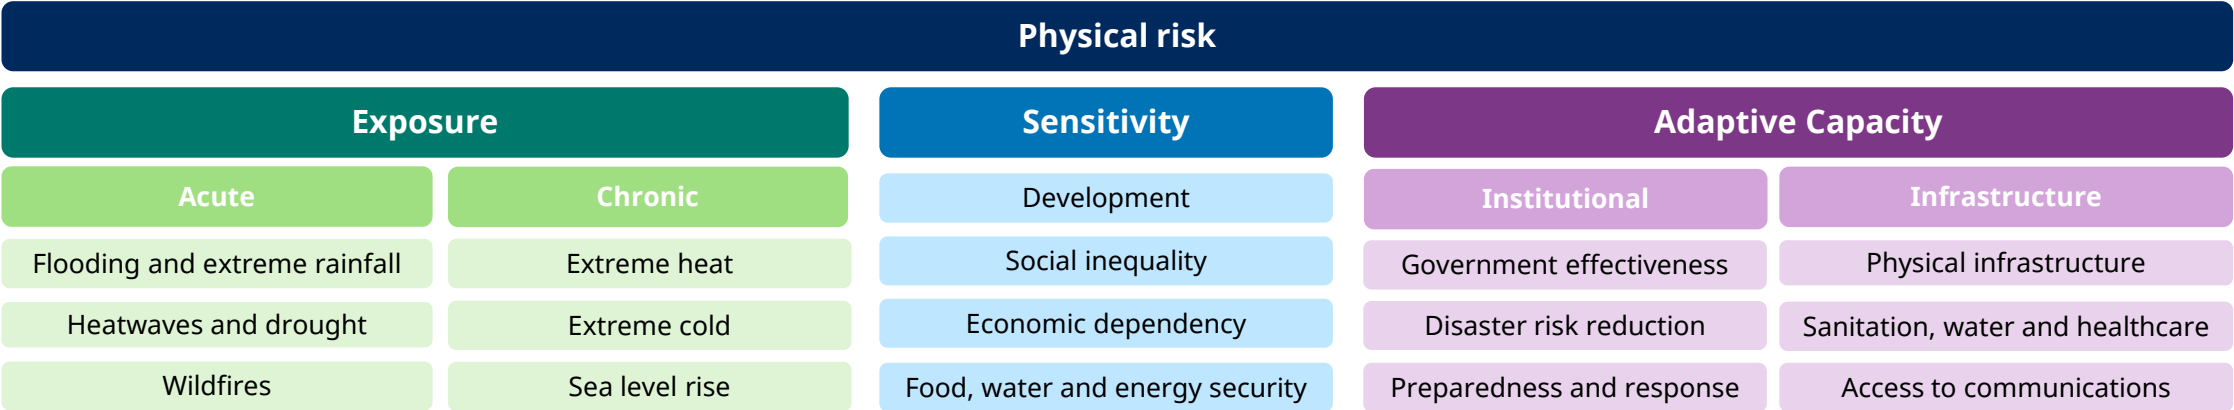 Physical risk
Exposure
Sensitivity
Adaptive Capacity
Acute
Chronic
Institutional
Infrastructure
Flooding and extreme rainfall
Heatwaves and drought
Wildfires
Extreme heat
Extreme cold
Sea level rise
Development
Social inequality
Economic dependency
Food, water and energy security
Government effectiveness
Disaster risk reduction
Preparedness and response
Physical infrastructure
Sanitation, water and healthcare
Access to communications